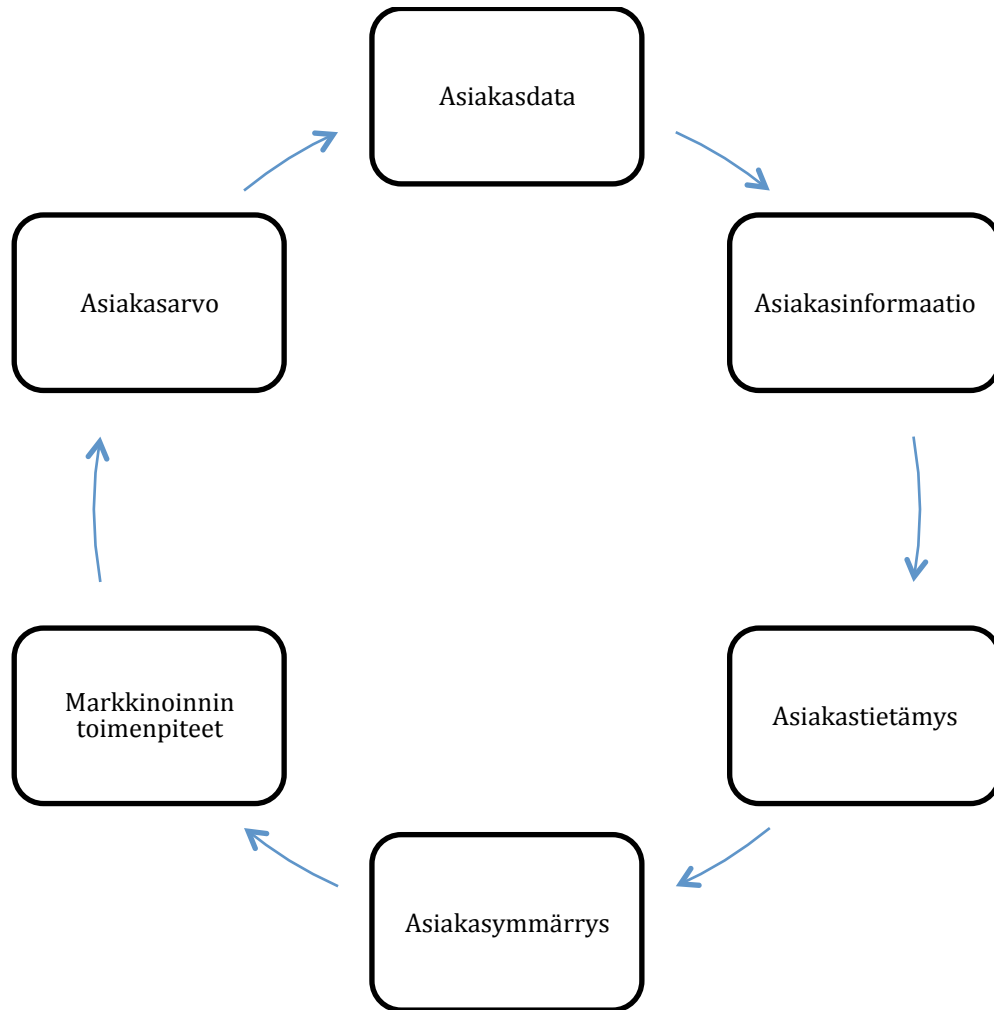 Asiakasdata
Asiakasinformaatio
Asiakastietämys
Asiakasymmärrys
Markkinoinnin
toimenpiteet
Asiakasarvo